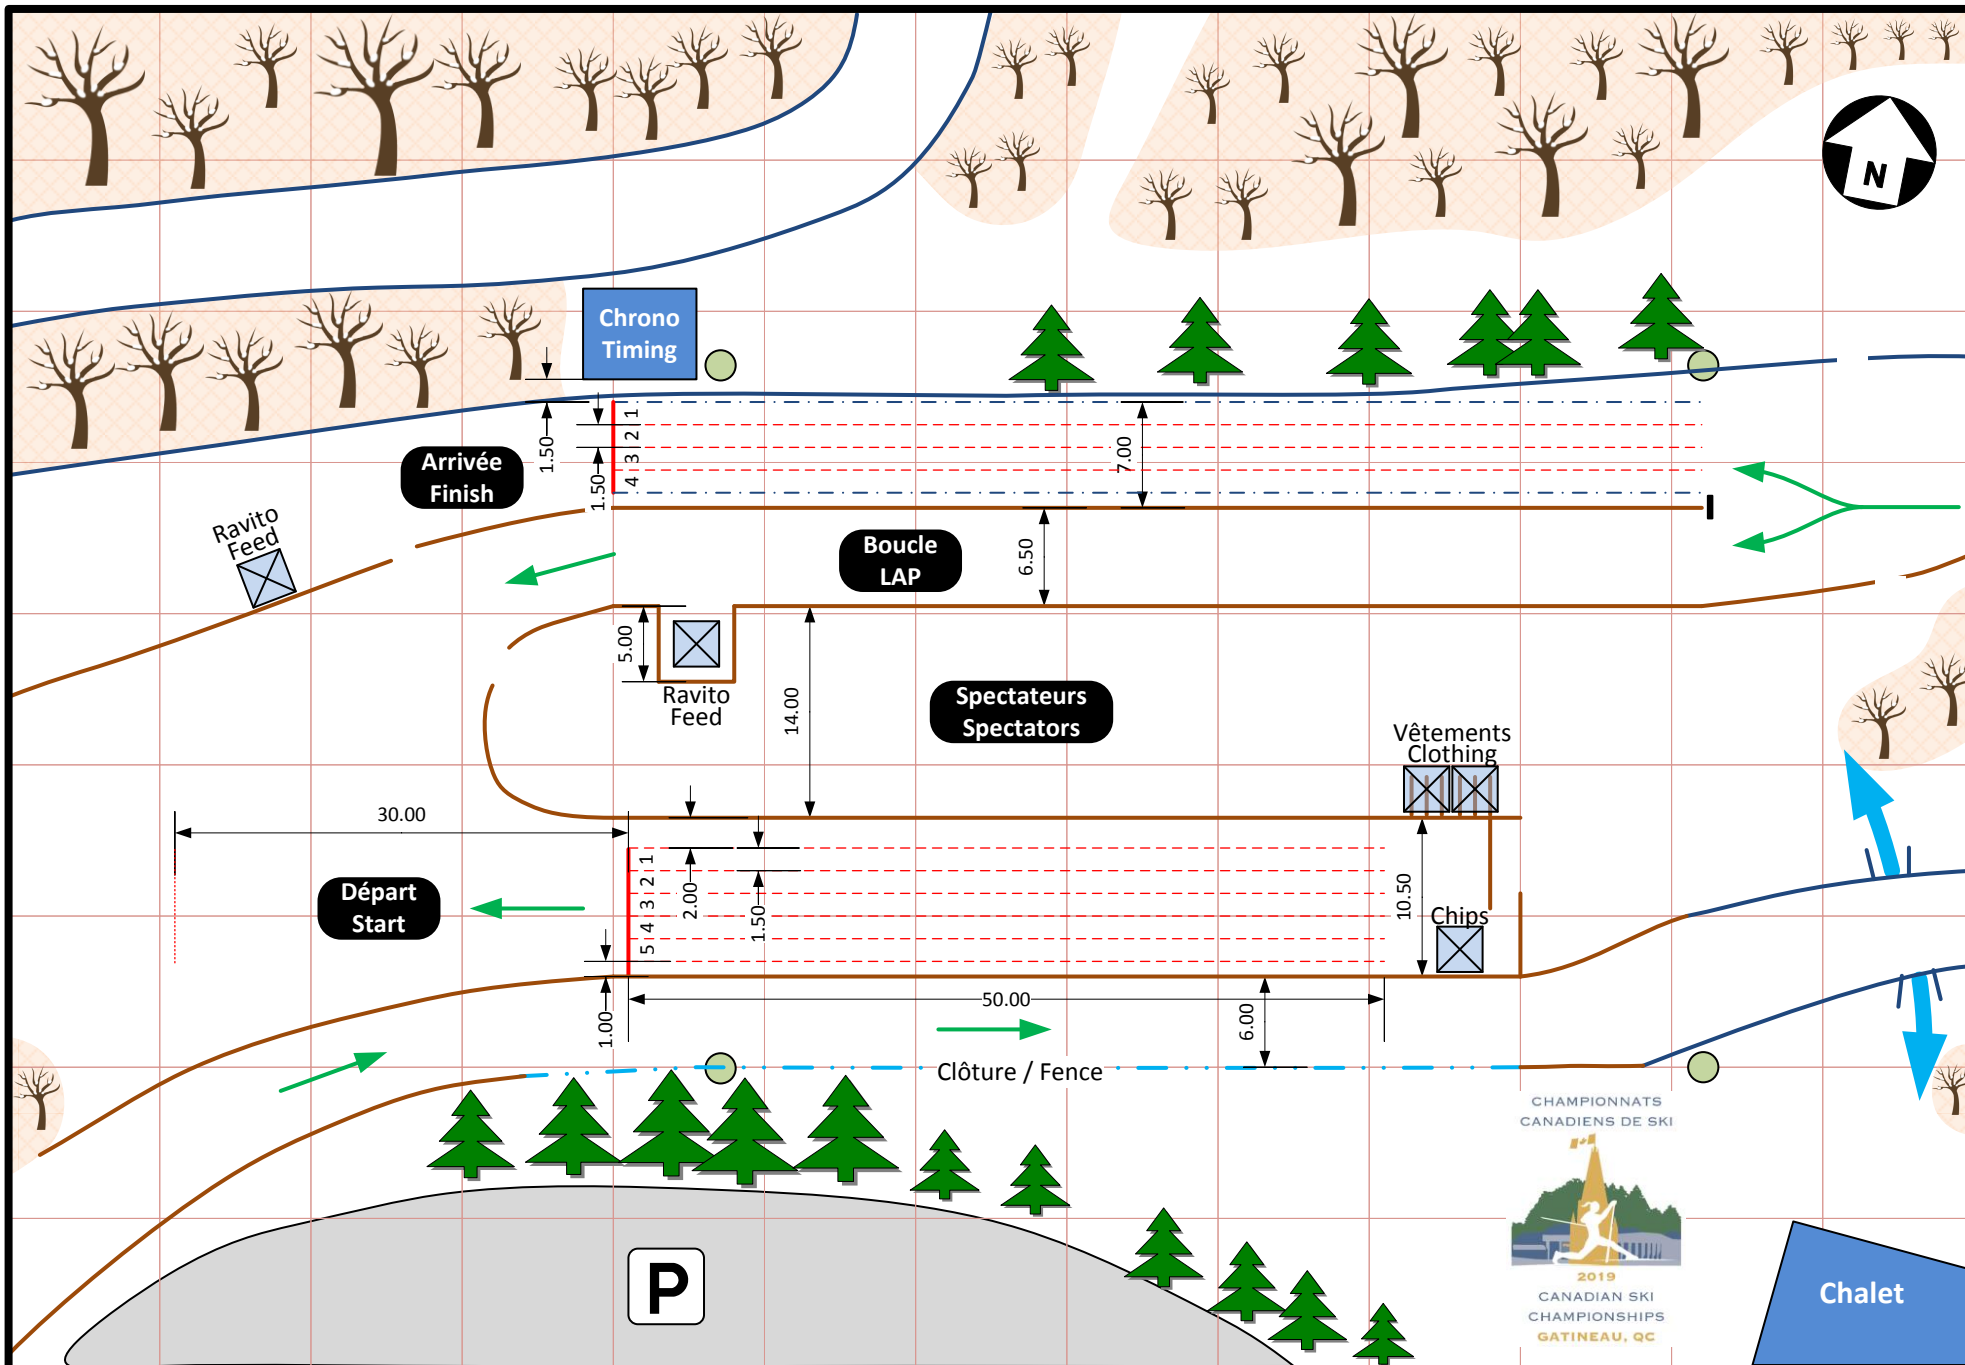 N
Chrono
Timing
1
2
3
4
1.50
1.50
7.00
Arrivée
Finish
Ravito
Feed
Boucle
LAP
6.50
5.00
Ravito
Feed
14.00
Spectateurs
Spectators
Vêtements
Clothing
30.00
1
2
3
4
5
2.00
1.50
10.50
Départ
Start
Chips
50.00
1.00
6.00
Clôture / Fence
CHAMPIONNATS
CANADIENS DE SKI
2019
CANADIAN SKI
CHAMPIONSHIPS
GATINEAU, QC
P
Chalet